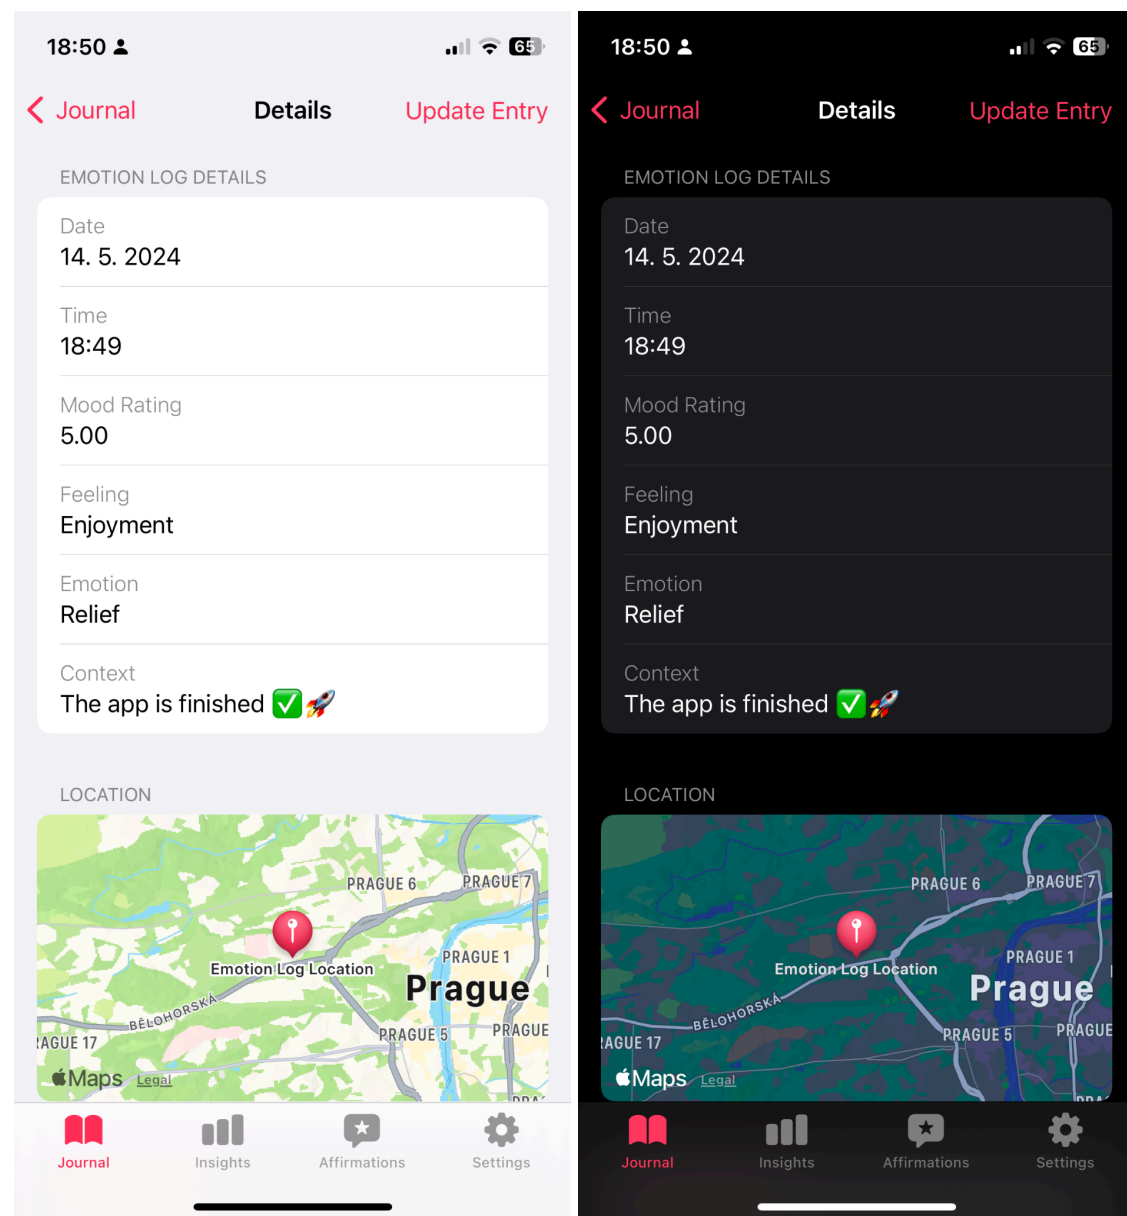 18:50
65
Journal
Details
Update Entry
EMOTION LOG DETAILS
Date
14. 5. 2024
Time
18:49
Mood Rating
5.00
Feeling
Enjoyment
Emotion
Relief
Context
The app is finished ✅🚀
LOCATION
PRAGUE 6
PRAGUE 7
PRAGUE 1
Emotion Log Location
Prague
BĚLOHORSKÁ
PRAGUE 5
PRAGUE
RAGUE 17
Maps
Legal
Journal
Insights
Affirmations
Settings
18:50
65
Journal
Details
Update Entry
EMOTION LOG DETAILS
Date
14. 5. 2024
Time
18:49
Mood Rating
5.00
Feeling
Enjoyment
Emotion
Relief
Context
The app is finished ✅🚀
LOCATION
PRAGUE 6
PRAGUE 7
PRAGUE 1
Emotion Log Location
Prague
BĚLOHORSKÁ
PRAGUE 5
PRAGUE
RAGUE 17
Maps
Legal
Journal
Insights
Affirmations
Settings